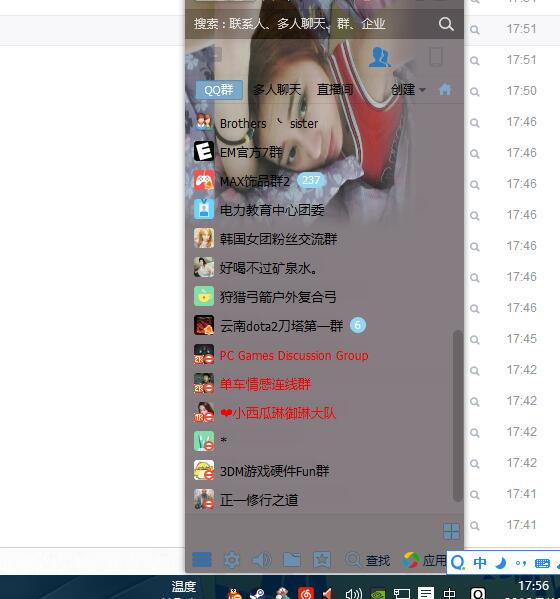 17:51
搜索：联系人、多人聊天、群、企业
17:51
17:51
QQ群 多人聊天 直播间 创建
17:50
Brothers ╰ sister
17:46
EM官方7群
17:46
MAX饰品群2 237
17:46
电力教育中心团委
17:46
韩国女团粉丝交流群
17:46
好喝不过矿泉水。
17:46
狩猎弓箭户外复合弓
17:46
云南dota2刀塔第一群 6
17:45
PC Games Discussion Group
17:42
单车情感连线群
17:42
❤小西瓜琳御琳大队
17:42
*
17:42
3DM游戏硬件Fun群
17:41
正一修行之道
17:41
查找 应用
中
温度
中
17:56